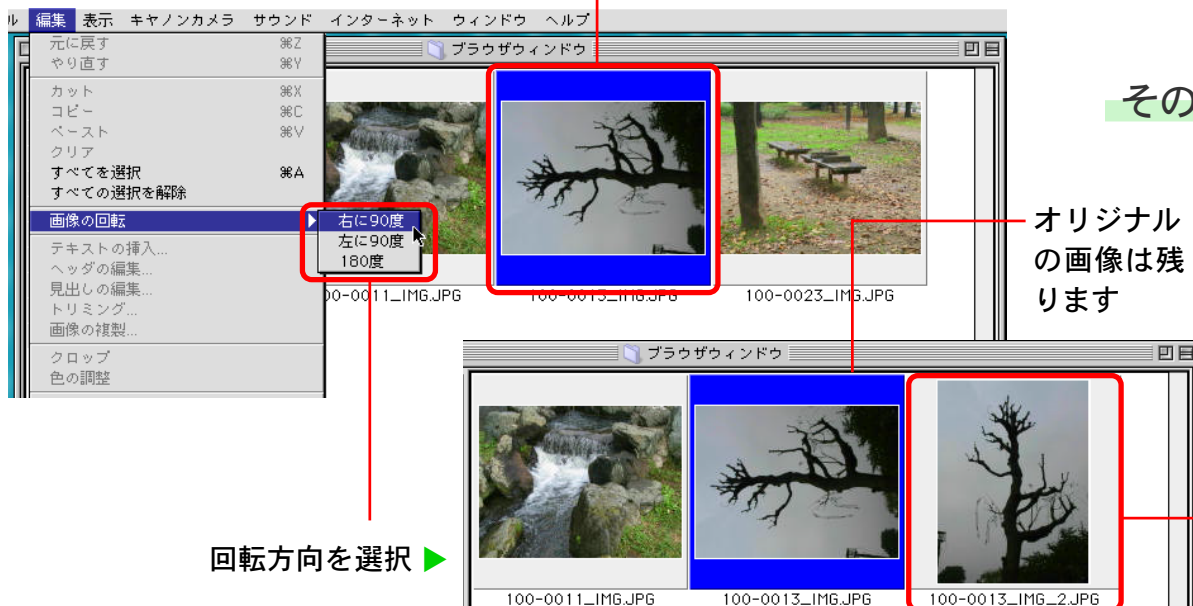 ル 編集 表示 キヤノンカメラ サウンド インターネット ウィンドウ ヘルプ
元に戻す ⌘Z
やり直す ⌘Y
カット ⌘X
コピー ⌘C
ペースト ⌘V
クリア
すべてを選択 ⌘A
すべての選択を解除
画像の回転
右に90度
左に90度
180度
テキストの挿入...
ヘッダの編集...
見出しの編集...
トリミング...
画像の複製...
クロップ
色の調整
ブラウザウィンドウ
00-0011_IMG.JPG
100-0013_IMG.JPG
100-0023_IMG.JPG
その
オリジナル
の画像は残
ります
回転方向を選択 ▶
ブラウザウィンドウ
100-0011_IMG.JPG
100-0013_IMG.JPG
100-0013_IMG_2.JPG